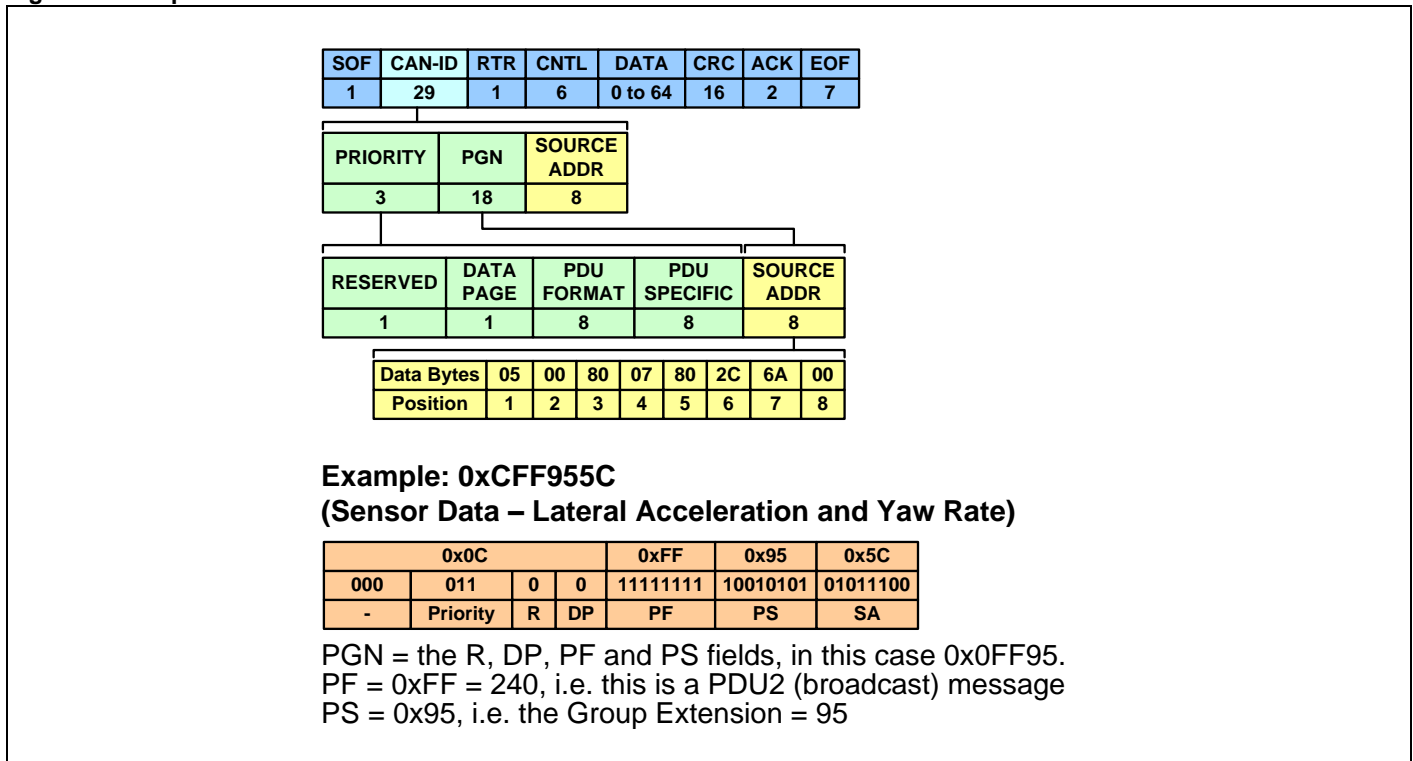 SOF CAN-ID RTR CNTL DATA CRC ACK EOF
1 29 1 6 0 to 64 16 2 7
PRIORITY PGN SOURCE ADDR
3 18 8
RESERVED DATA PAGE PDU FORMAT PDU SPECIFIC SOURCE ADDR
1 1 8 8 8
Data Bytes 05 00 80 07 80 2C 6A 00
Position 1 2 3 4 5 6 7 8
Example: 0xCFF955C
(Sensor Data – Lateral Acceleration and Yaw Rate)
0x0C 0xFF 0x95 0x5C
000 011 0 0 11111111 10010101 01011100
- Priority R DP PF PS SA
PGN = the R, DP, PF and PS fields, in this case 0x0FF95.
PF = 0xFF = 240, i.e. this is a PDU2 (broadcast) message
PS = 0x95, i.e. the Group Extension = 95